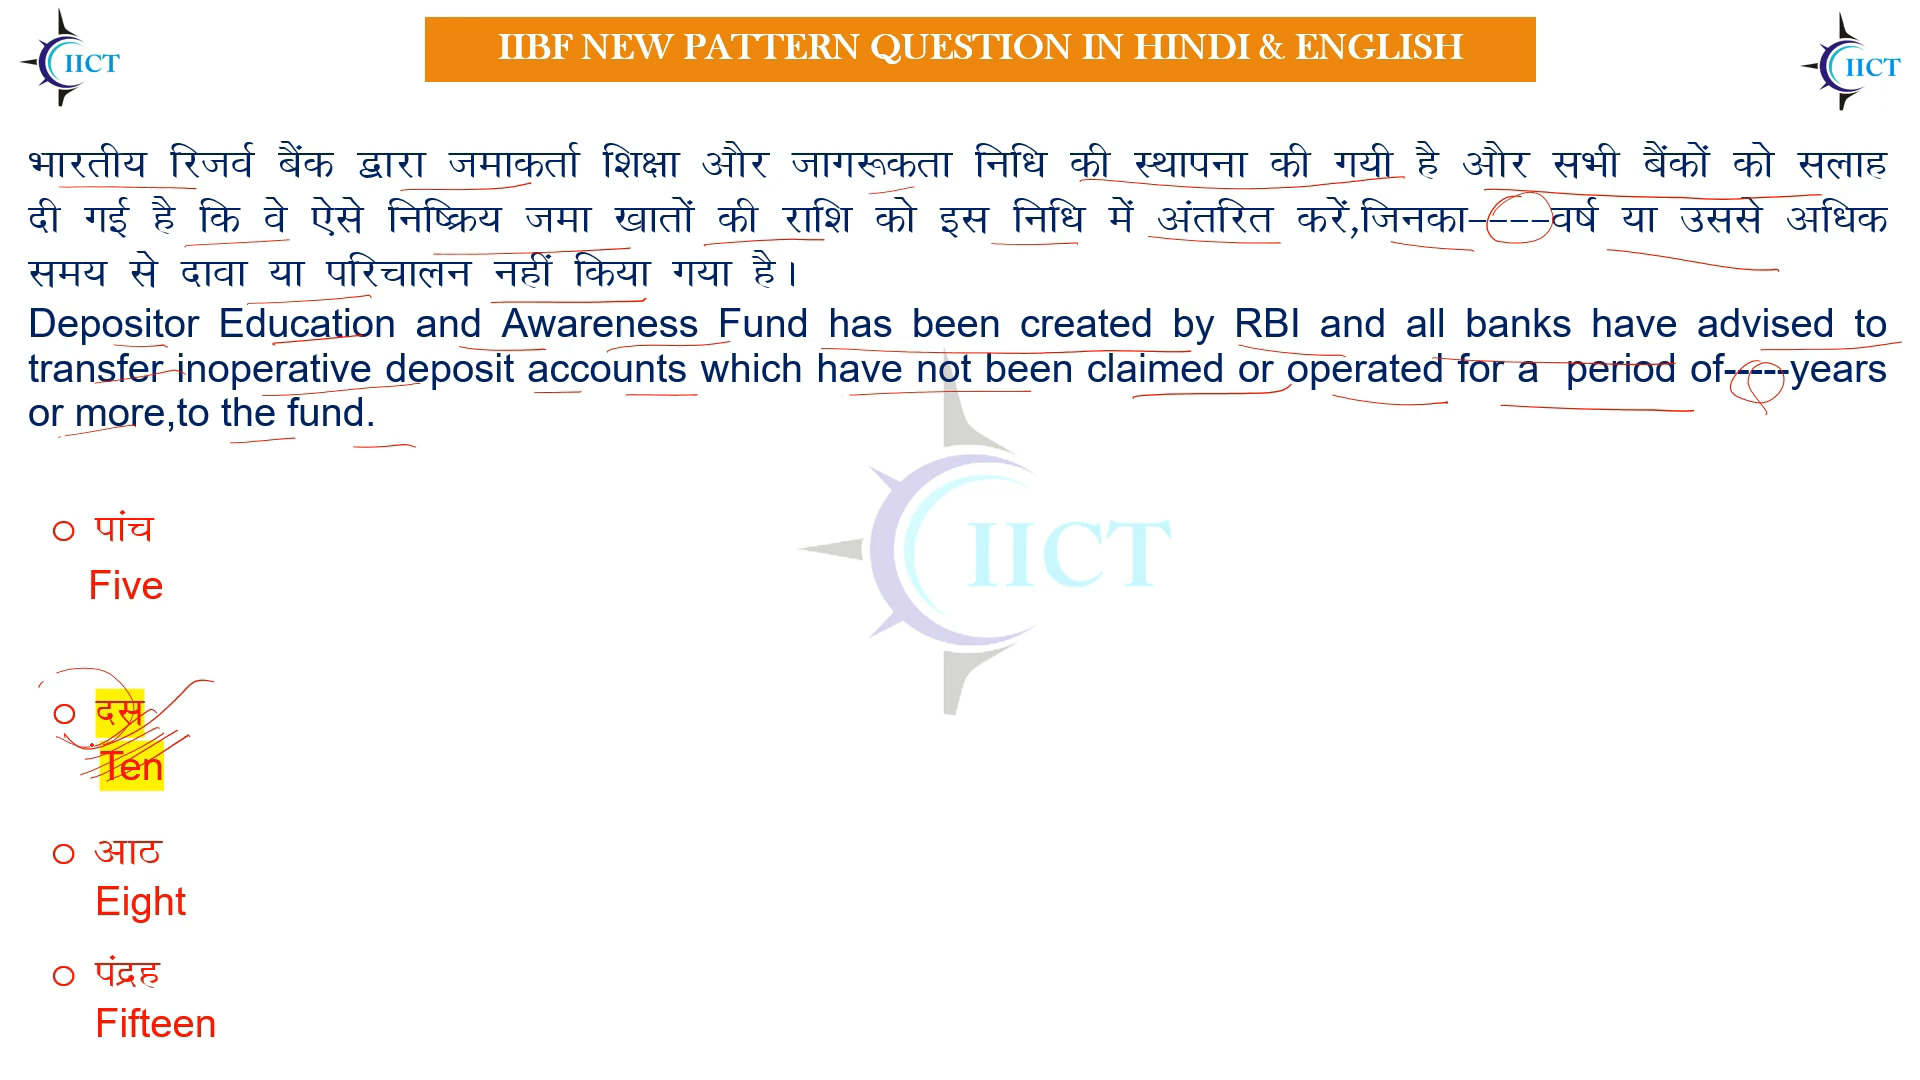 IICT
IIBF NEW PATTERN QUESTION IN HINDI & ENGLISH
IICT
भारतीय रिजर्व बैंक द्वारा जमाकर्ता शिक्षा और जागरूकता निधि की स्थापना की गयी है और सभी बैंकों को सलाह
दी गई है कि वे ऐसे निष्क्रिय जमा खातों की राशि को इस निधि में अंतरित करें,जिनका-----वर्ष या उससे अधिक
समय से दावा या परिचालन नहीं किया गया है।
Depositor Education and Awareness Fund has been created by RBI and all banks have advised to
transfer inoperative deposit accounts which have not been claimed or operated for a period of-----years
or more,to the fund.
IICT
पांच
Five
दस
Ten
आठ
Eight
पंद्रह
Fifteen